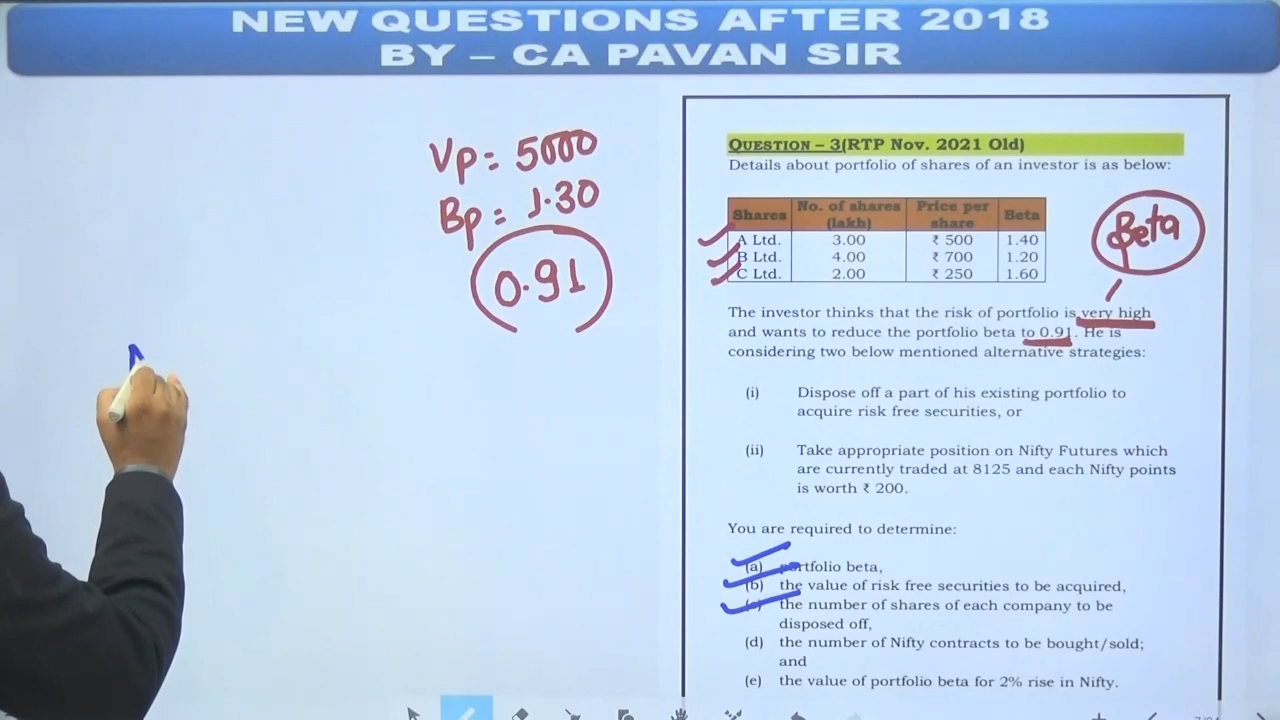 NEW QUESTIONS AFTER 2018
BY – CA PAVAN SIR
Vp = 5000
Bp = 1.30
0.91
QUESTION – 3(RTP Nov. 2021 Old)
Details about portfolio of shares of an investor is as below:
Shares No. of shares (lakh) Price per share Beta
A Ltd. 3.00 ₹ 500 1.40
B Ltd. 4.00 ₹ 700 1.20
C Ltd. 2.00 ₹ 250 1.60
Beta
The investor thinks that the risk of portfolio is very high
and wants to reduce the portfolio beta to 0.91. He is
considering two below mentioned alternative strategies:
(i) Dispose off a part of his existing portfolio to
acquire risk free securities, or
(ii) Take appropriate position on Nifty Futures which
are currently traded at 8125 and each Nifty points
is worth ₹ 200.
You are required to determine:
(a) portfolio beta,
(b) the value of risk free securities to be acquired,
(c) the number of shares of each company to be
disposed off,
(d) the number of Nifty contracts to be bought/sold;
and
(e) the value of portfolio beta for 2% rise in Nifty.